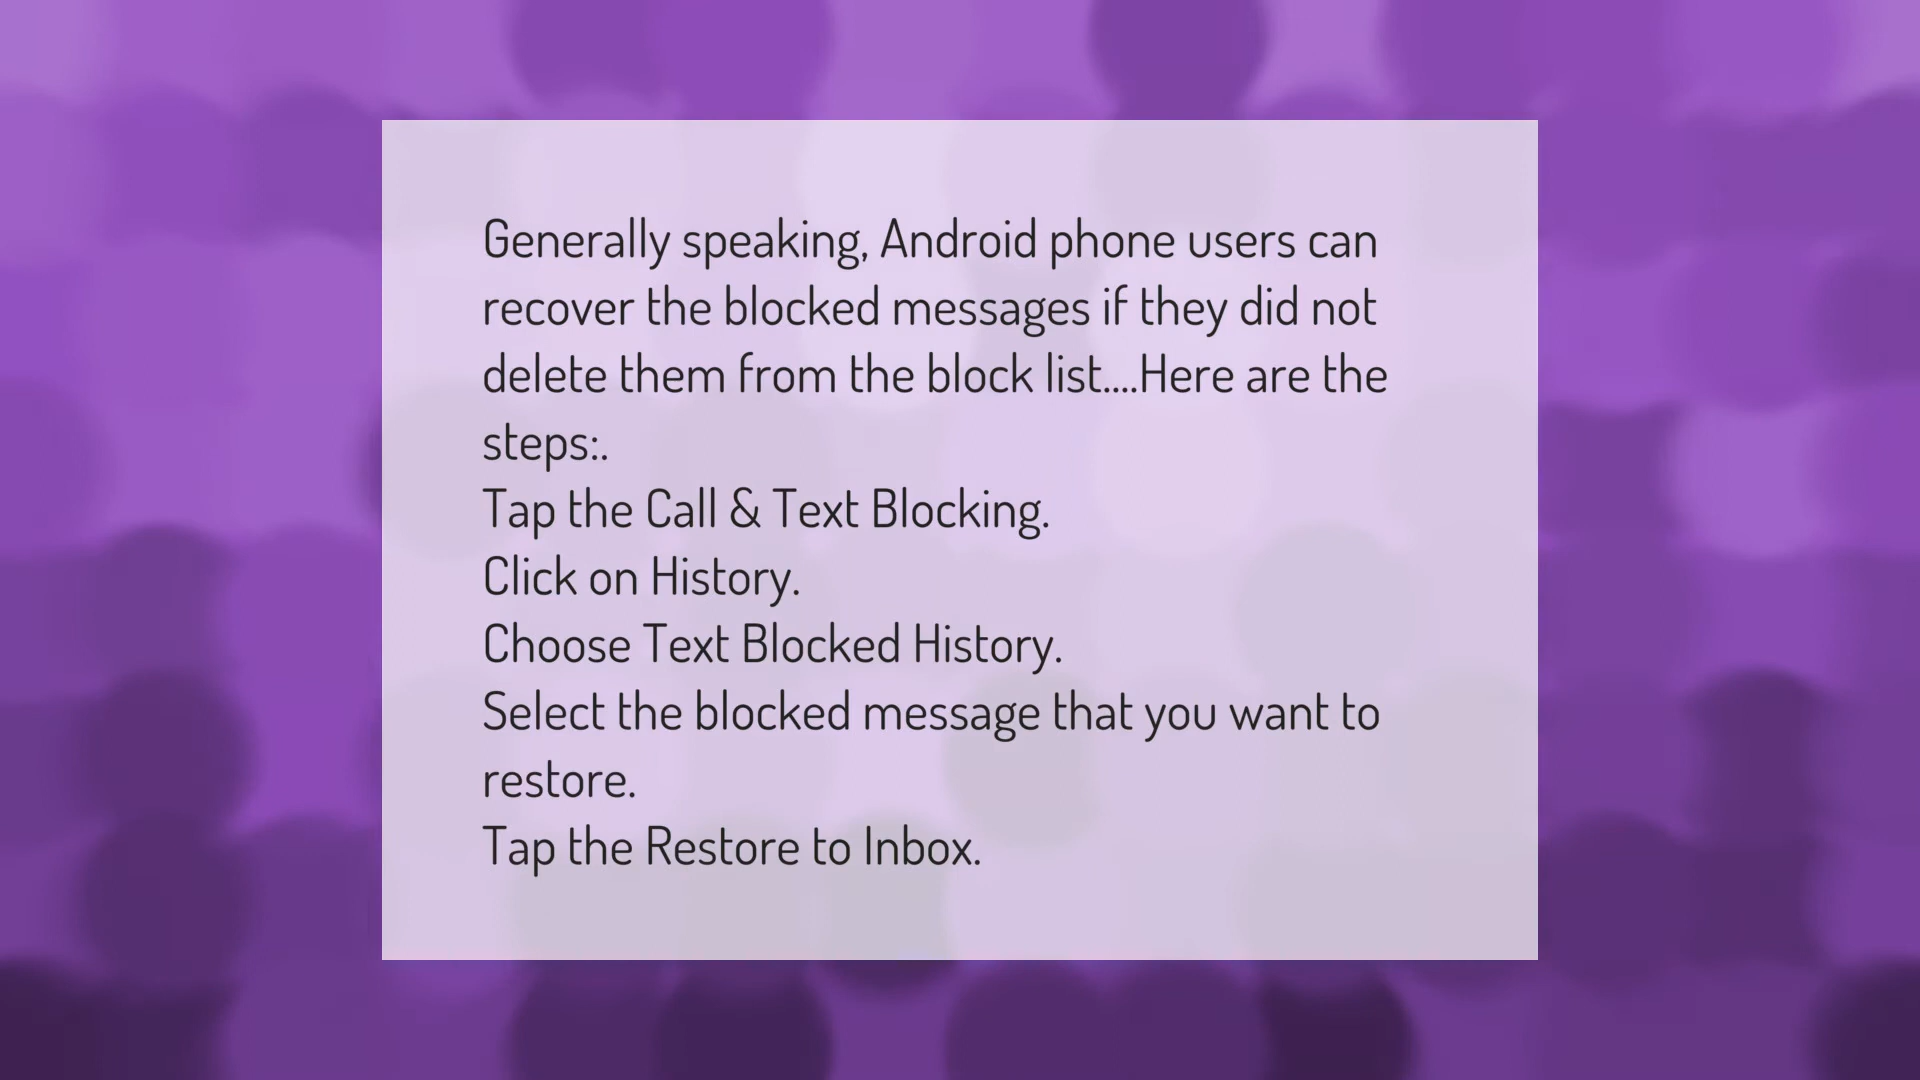 Generally speaking, Android phone users can
recover the blocked messages if they did not
delete them from the block list....Here are the
steps:.
Tap the Call & Text Blocking.
Click on History.
Choose Text Blocked History.
Select the blocked message that you want to
restore.
Tap the Restore to Inbox.